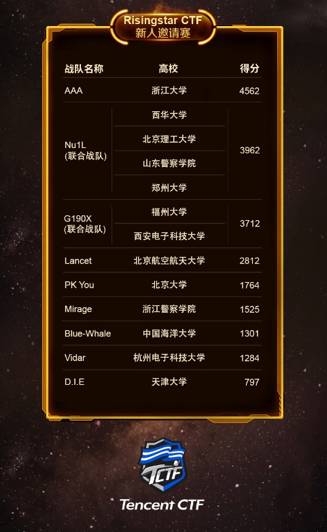 Risingstar CTF
新人邀请赛
战队名称 高校 得分
AAA 浙江大学 4562
西华大学
北京理工大学
Nu1L
(联合战队)
3962
山东警察学院
郑州大学
福州大学
G190X
(联合战队)
3712
西安电子科技大学
Lancet 北京航空航天大学 2812
PK You 北京大学 1764
Mirage 浙江警察学院 1525
Blue-Whale 中国海洋大学 1301
Vidar 杭州电子科技大学 1284
D.I.E 天津大学 797
TCTF
Tencent CTF